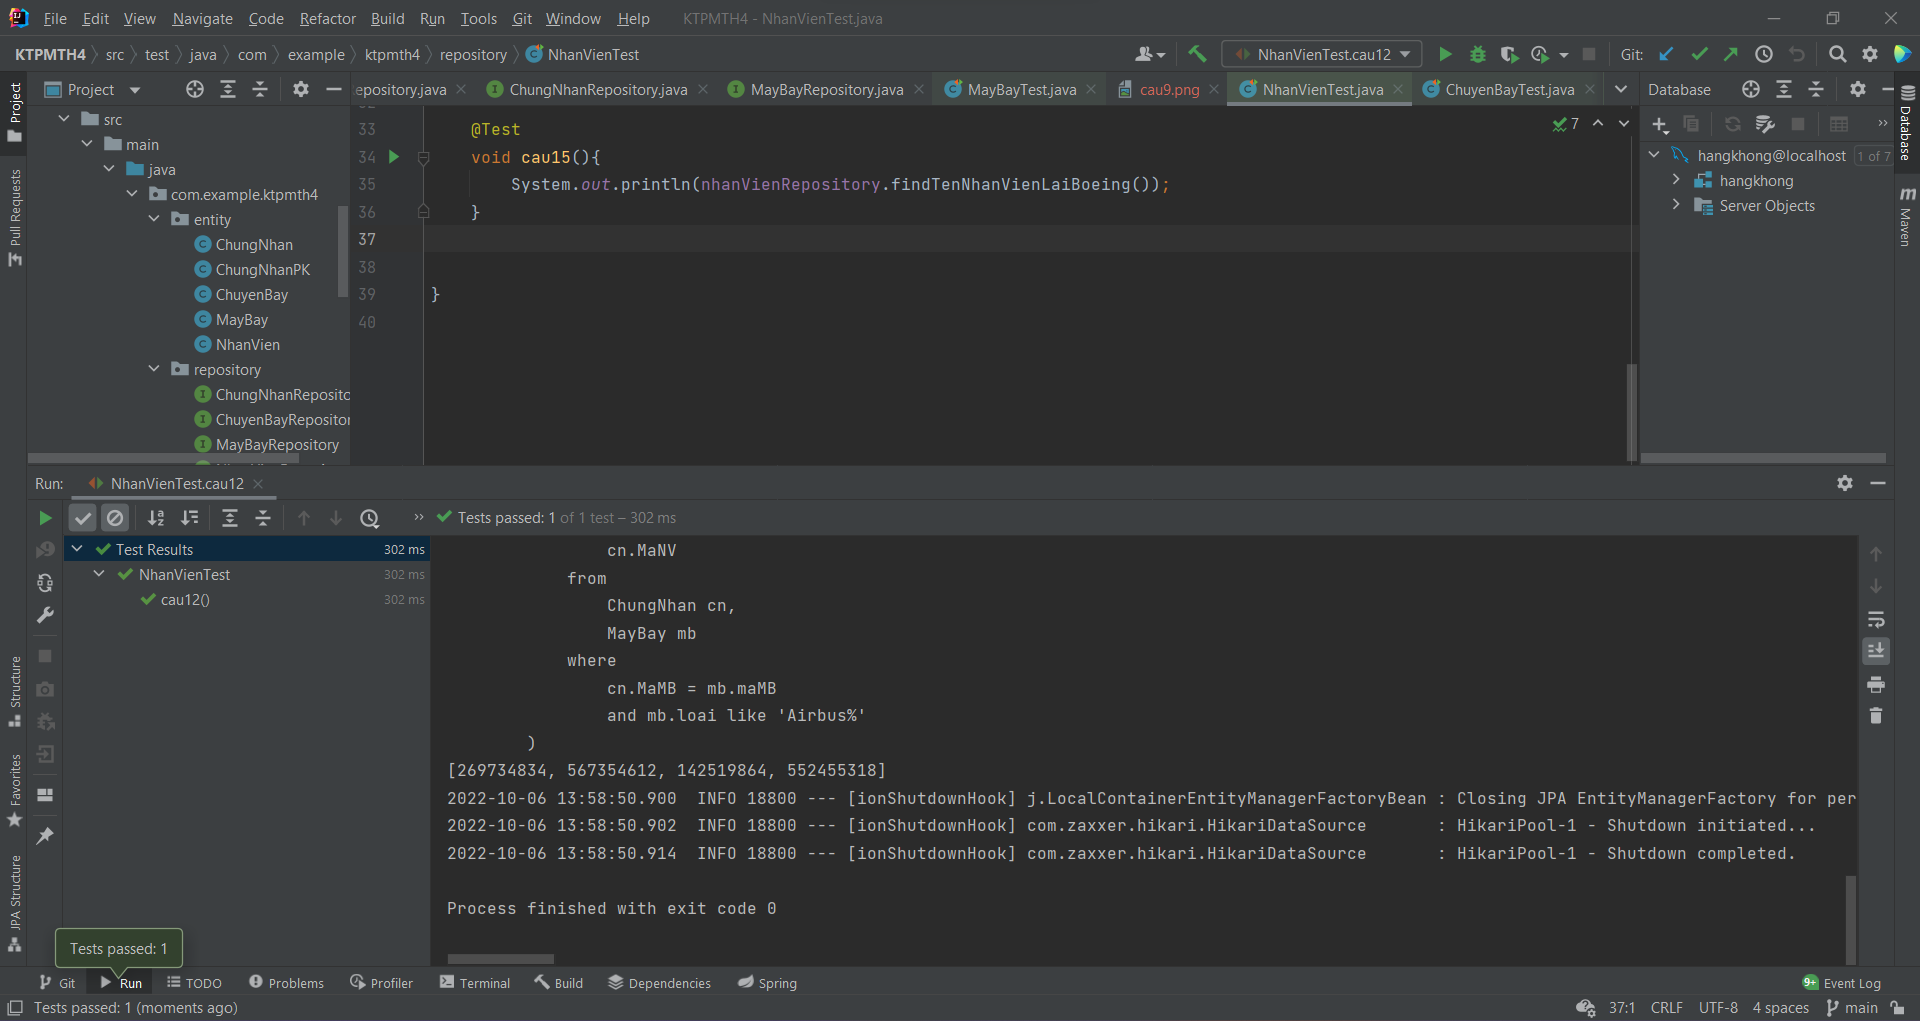 File Edit View Navigate Code Refactor Build Run Tools Git Window Help KTPMTH4 - NhanVienTest.java
KTPMTH4 src test java com example ktpmth4 repository NhanVienTest NhanVienTest.cau12 Git:
Project epository.java ChungNhanRepository.java MayBayRepository.java MayBayTest.java cau9.png NhanVienTest.java ChuyenBayTest.java Database
src
main
java
com.example.ktpmth4
entity
ChungNhan
ChungNhanPK
ChuyenBay
MayBay
NhanVien
repository
ChungNhanReposito
ChuyenBayRepositor
MayBayRepository
33 @Test
34 void cau15(){
35 System.out.println(nhanVienRepository.findTenNhanVienLaiBoeing());
36 }
37
38
39 }
40
7
hangkhong@localhost 1 of 7
hangkhong
Server Objects
Project
Pull Requests
Structure
Favorites
JPA Structure
Database
Maven
Run: NhanVienTest.cau12
Tests passed: 1 of 1 test – 302 ms
Test Results 302 ms
NhanVienTest 302 ms
cau12() 302 ms
cn.MaNV
from
ChungNhan cn,
MayBay mb
where
cn.MaMB = mb.maMB
and mb.loai like 'Airbus%'
)
[269734834, 567354612, 142519864, 552455318]
2022-10-06 13:58:50.900  INFO 18800 --- [ionShutdownHook] j.LocalContainerEntityManagerFactoryBean : Closing JPA EntityManagerFactory for per
2022-10-06 13:58:50.902  INFO 18800 --- [ionShutdownHook] com.zaxxer.hikari.HikariDataSource       : HikariPool-1 - Shutdown initiated...
2022-10-06 13:58:50.914  INFO 18800 --- [ionShutdownHook] com.zaxxer.hikari.HikariDataSource       : HikariPool-1 - Shutdown completed.
Process finished with exit code 0
Tests passed: 1
Git Run TODO Problems Profiler Terminal Build Dependencies Spring 9+ Event Log
Tests passed: 1 (moments ago) 37:1 CRLF UTF-8 4 spaces main